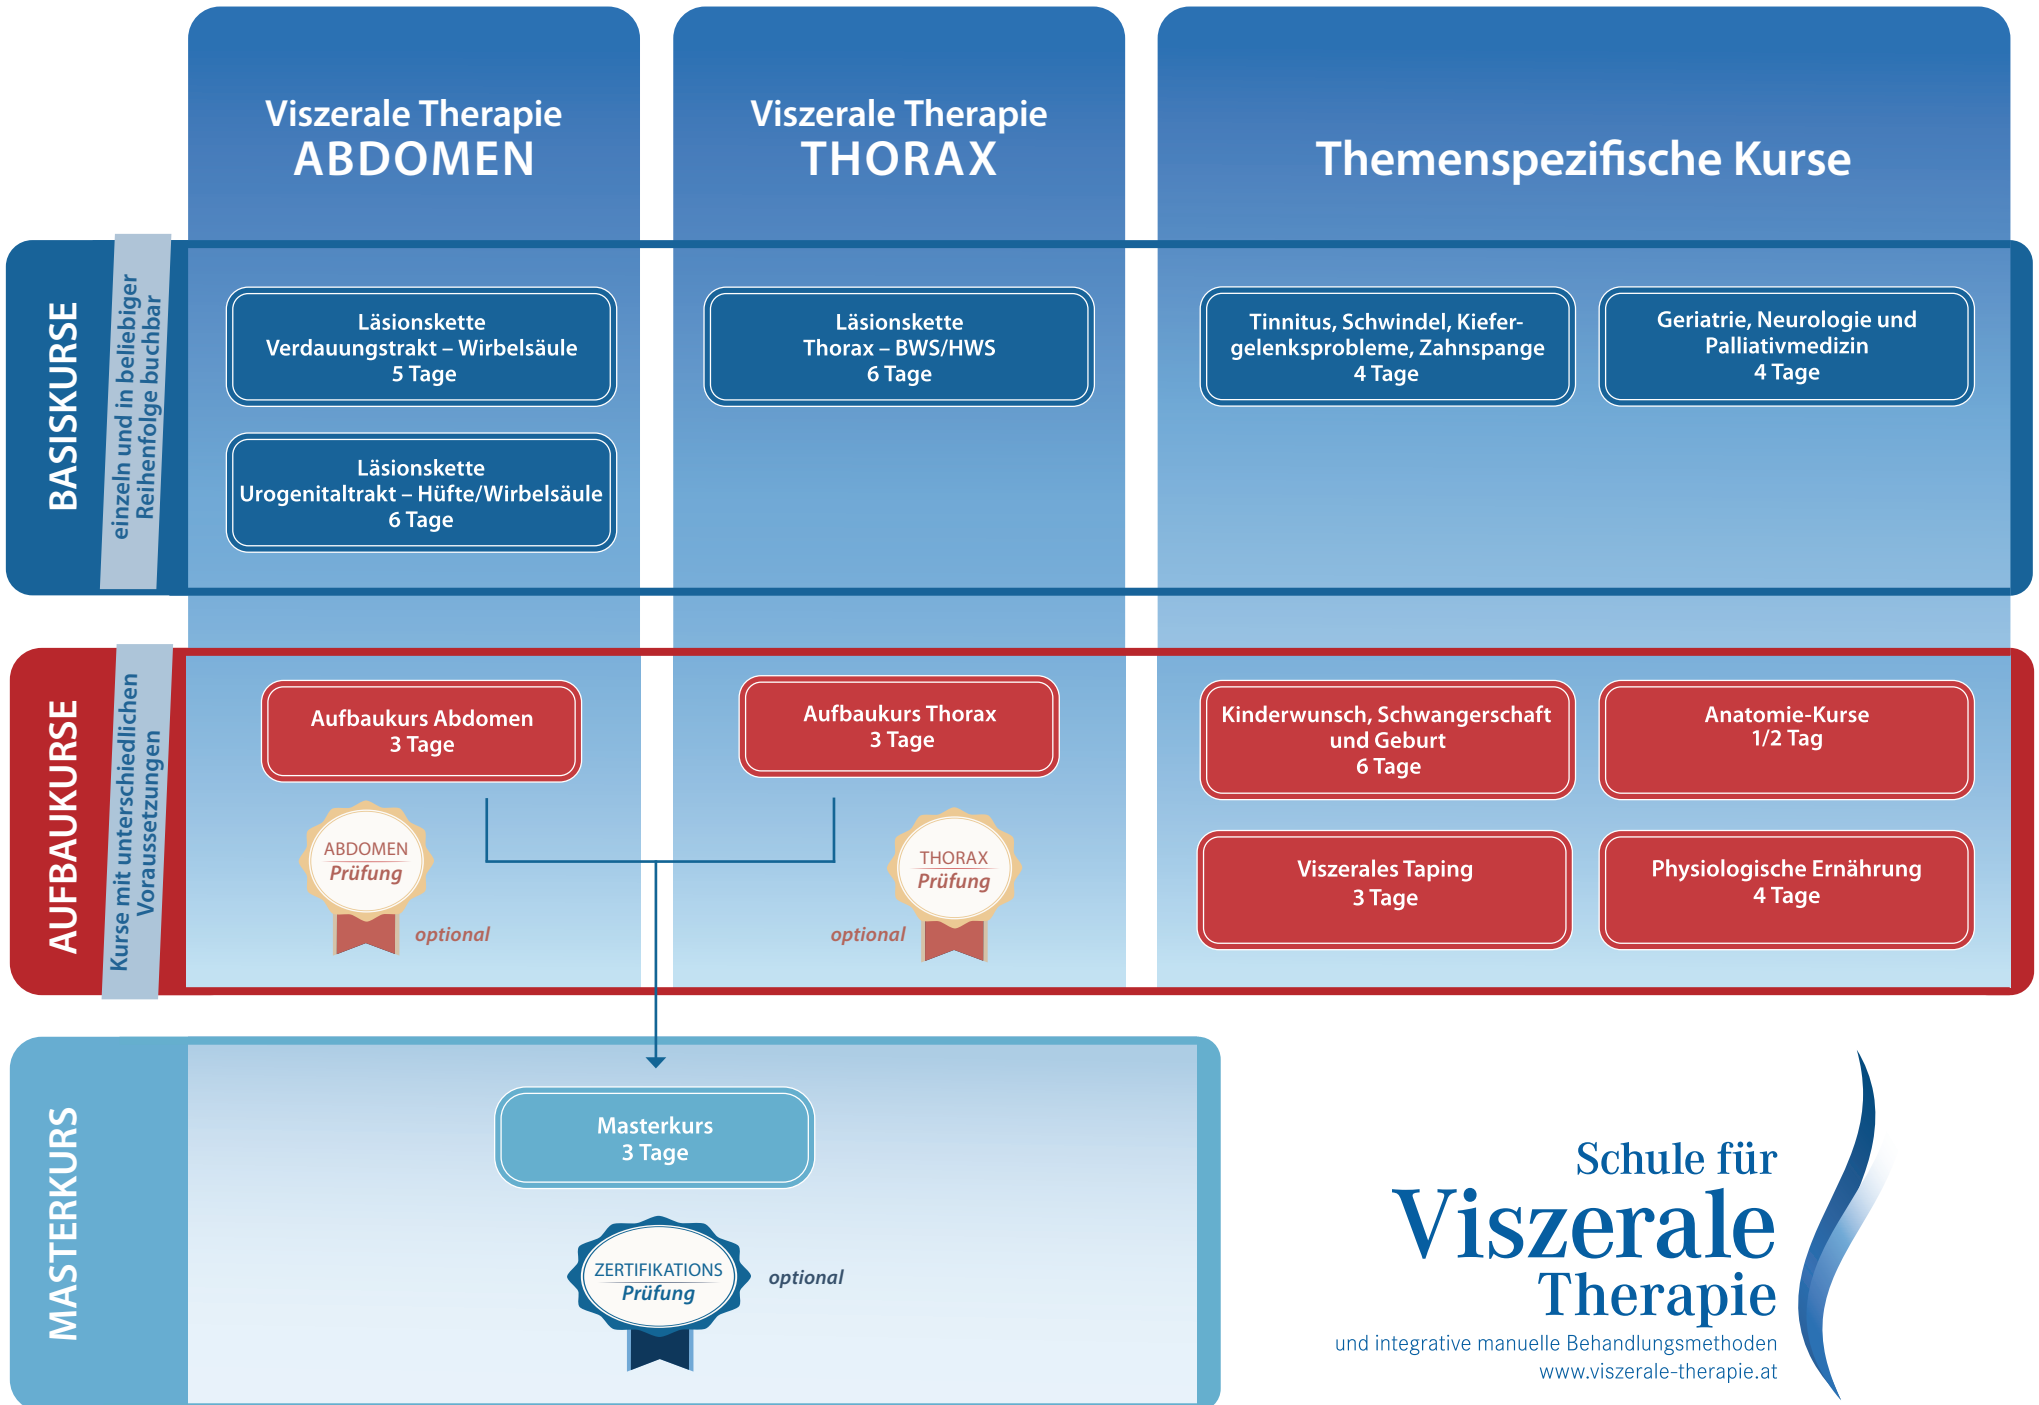 Viszerale Therapie
ABDOMEN
Viszerale Therapie
THORAX
Themenspezifische Kurse
BASISKURSE
einzeln und in beliebiger
Reihenfolge buchbar
Läsionskette
Verdauungstrakt – Wirbelsäule
5 Tage
Läsionskette
Urogenitaltrakt – Hüfte/Wirbelsäule
6 Tage
Läsionskette
Thorax – BWS/HWS
6 Tage
Tinnitus, Schwindel, Kiefer-
gelenksprobleme, Zahnspange
4 Tage
Geriatrie, Neurologie und
Palliativmedizin
4 Tage
AUFBAUKURSE
Kurse mit unterschiedlichen
Voraussetzungen
Aufbaukurs Abdomen
3 Tage
ABDOMEN
Prüfung
optional
Aufbaukurs Thorax
3 Tage
THORAX
Prüfung
optional
Kinderwunsch, Schwangerschaft
und Geburt
6 Tage
Anatomie-Kurse
1/2 Tag
Viszerales Taping
3 Tage
Physiologische Ernährung
4 Tage
MASTERKURS
Masterkurs
3 Tage
ZERTIFIKATIONS
Prüfung
optional
Schule für
Viszerale
Therapie
und integrative manuelle Behandlungsmethoden
www.viszerale-therapie.at